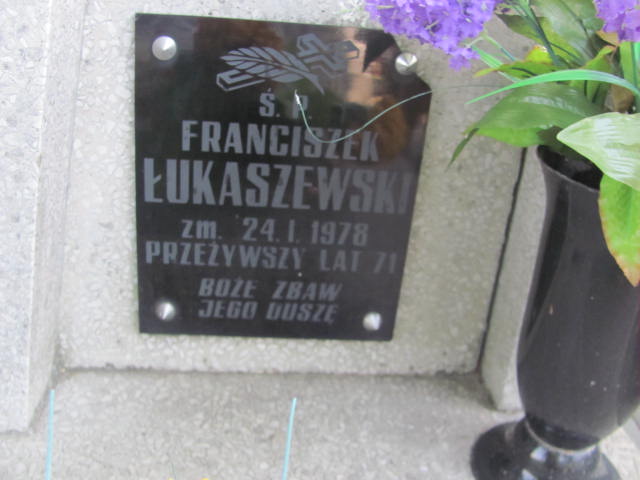 Ś. P.
FRANCISZEK
ŁUKASZEWSKI
zm. 24. I. 1978
PRZEŻYWSZY LAT 71
BOŻE ZBAW
JEGO DUSZĘ